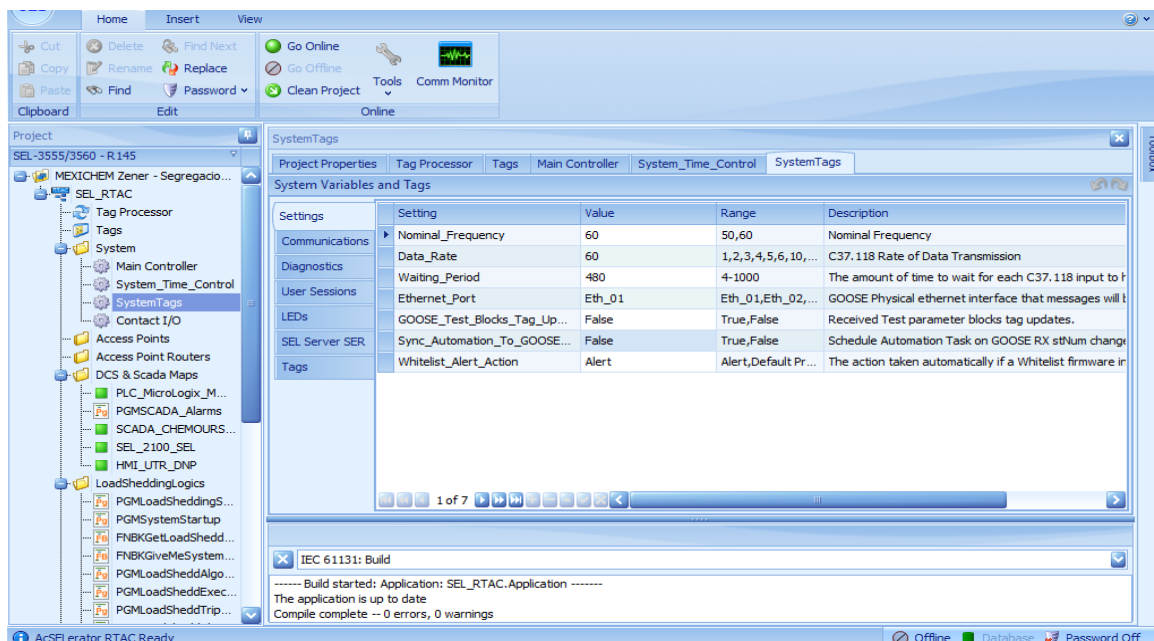 Home Insert View
Cut Delete Find Next Go Online
Copy Rename Replace Go Offline Tools Comm Monitor
Paste Find Password Clean Project
Clipboard Edit Online
Project
SEL-3555/3560 - R145
MEXICHEM Zener - Segregacio...
SEL_RTAC
Tag Processor
Tags
System
Main Controller
System_Time_Control
SystemTags
Contact I/O
Access Points
Access Point Routers
DCS & Scada Maps
PLC_MicroLogix_M...
PGMSCADA_Alarms
SCADA_CHEMOURS...
SEL_2100_SEL
HMI_UTR_DNP
LoadSheddingLogics
PGMLoadSheddingS...
PGMSystemStartup
FNBKGetLoadShedd...
FNBKGiveMeSystem...
PGMLoadSheddAlgo...
PGMLoadSheddExec...
PGMLoadSheddTrip...
SystemTags
Project Properties Tag Processor Tags Main Controller System_Time_Control SystemTags
System Variables and Tags
Settings
Communications
Diagnostics
User Sessions
LEDs
SEL Server SER
Tags
Setting Value Range Description
Nominal_Frequency 60 50,60 Nominal Frequency
Data_Rate 60 1,2,3,4,5,6,10,... C37.118 Rate of Data Transmission
Waiting_Period 480 4-1000 The amount of time to wait for each C37.118 input to
Ethernet_Port Eth_01 Eth_01,Eth_02,... GOOSE Physical ethernet interface that messages will
GOOSE_Test_Blocks_Tag_Up... False True,False Received Test parameter blocks tag updates.
Sync_Automation_To_GOOSE... False True,False Schedule Automation Task on GOOSE RX stNum change
Whitelist_Alert_Action Alert Alert,Default Pr... The action taken automatically if a Whitelist firmware in
1 of 7
IEC 61131: Build
------ Build started: Application: SEL_RTAC.Application -------
The application is up to date
Compile complete -- 0 errors, 0 warnings
AcSELerator RTAC Ready Offline Database Password Off